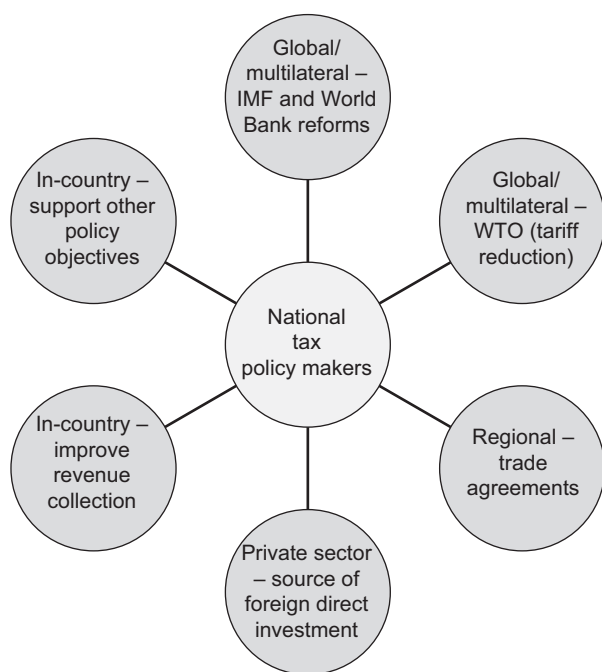 Global/
multilateral –
IMF and World
Bank reforms
In-country –
support other
policy
objectives
Global/
multilateral –
WTO (tariff
reduction)
National
tax
policy makers
In-country –
improve
revenue
collection
Regional –
trade
agreements
Private sector
– source of
foreign direct
investment